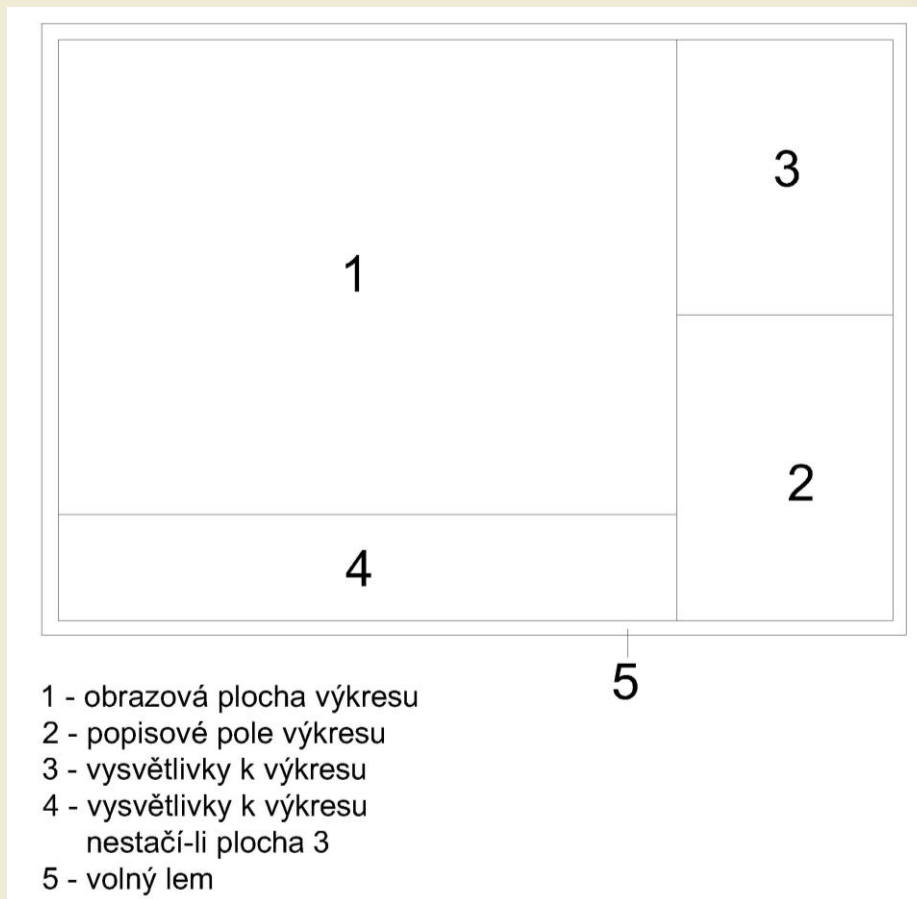 3
1
2
4
5
1 - obrazová plocha výkresu
2 - popisové pole výkresu
3 - vysvětlivky k výkresu
4 - vysvětlivky k výkresu
nestačí-li plocha 3
5 - volný lem